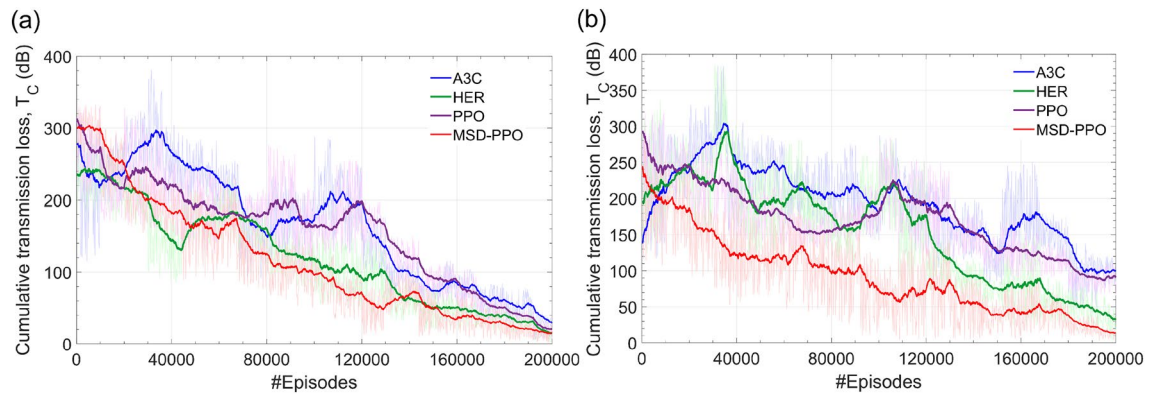 (a)
Cumulative transmission loss, T_C (dB)
400
300
200
100
0
A3C
HER
PPO
MSD-PPO
0 40000 80000 120000 160000 200000
#Episodes
(b)
Cumulative transmission loss, T_C (dB)
400
350
300
250
200
150
100
50
0
A3C
HER
PPO
MSD-PPO
0 40000 80000 120000 160000 200000
#Episodes